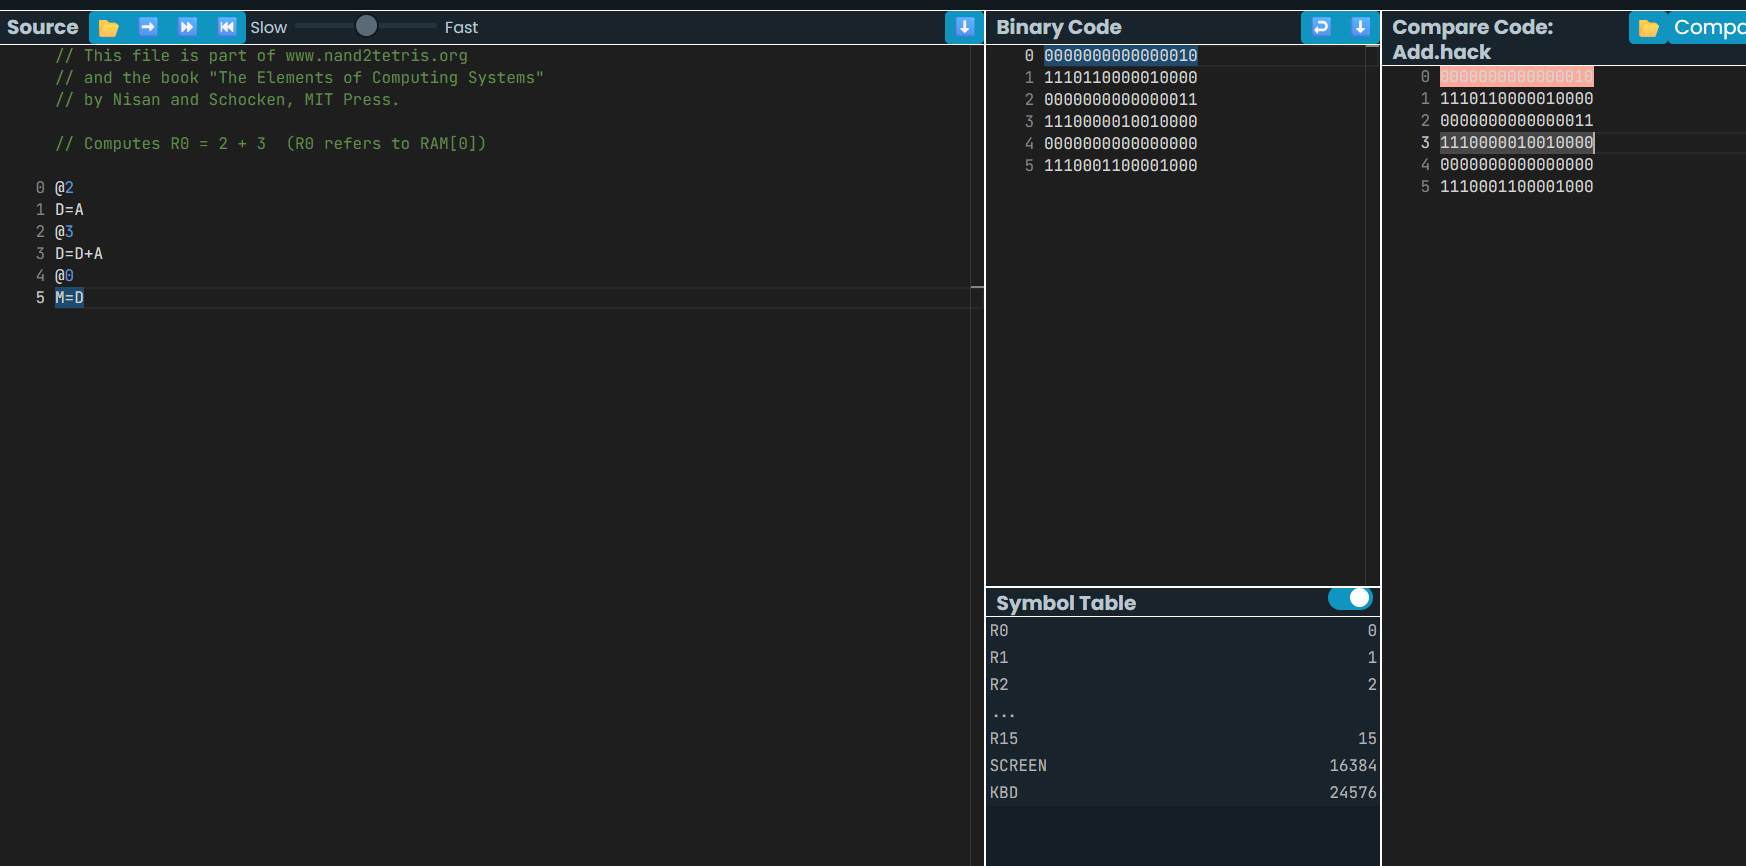 Source
Slow
Fast
// This file is part of www.nand2tetris.org
// and the book "The Elements of Computing Systems"
// by Nisan and Schocken, MIT Press.
// Computes R0 = 2 + 3  (R0 refers to RAM[0])
0 @2
1 D=A
2 @3
3 D=D+A
4 @0
5 M=D
Binary Code
0 0000000000000010
1 1110110000010000
2 0000000000000011
3 1110000010010000
4 0000000000000000
5 1110001100001000
Symbol Table
R0 0
R1 1
R2 2
...
R15 15
SCREEN 16384
KBD 24576
Compare Code:
Add.hack
Compa
0 0000000000000010
1 1110110000010000
2 0000000000000011
3 1110000010010000
4 0000000000000000
5 1110001100001000